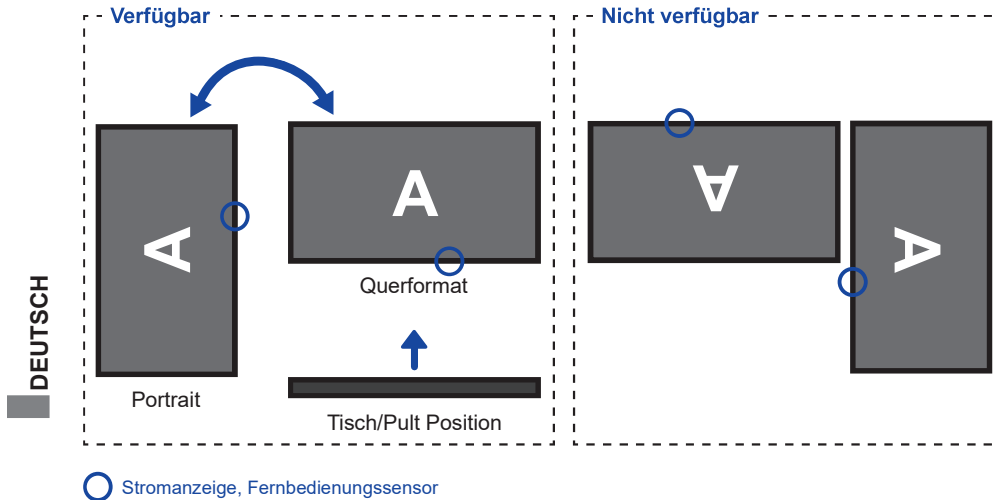 Verfügbar
Nicht verfügbar
A
A
A
A
Querformat
Portrait
Tisch/Pult Position
DEUTSCH
Stromanzeige, Fernbedienungssensor